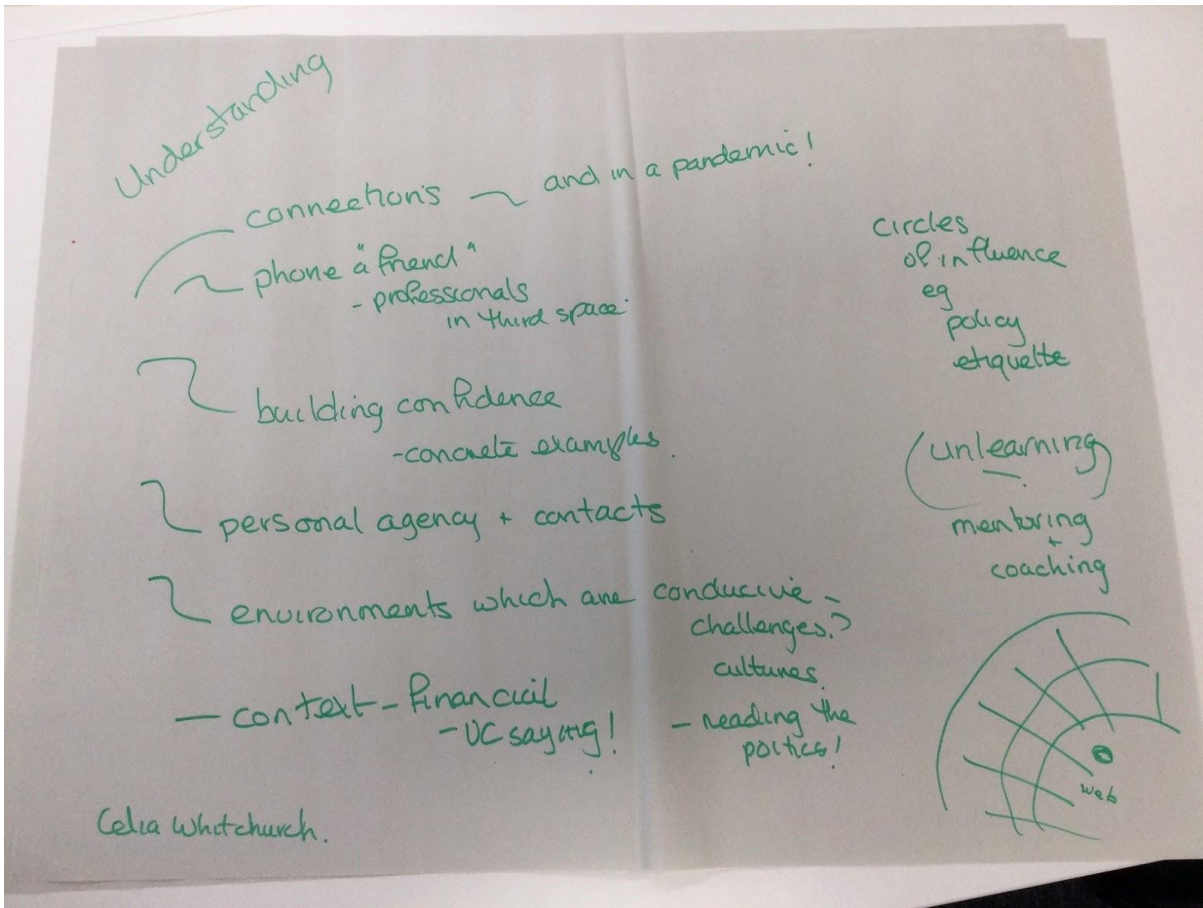 Understanding
connections ~ and in a pandemic!
phone "a friend"
- professionals
in third space
building confidence
- concrete examples.
personal agency + contacts
environments which are conducive -
challenges?
cultures.
- context - financial
- VC saying!
- reading the
politics!
Celia Whitchurch.
circles
of influence
eg
policy
etiquette
(unlearning)
mentoring
+
coaching
web